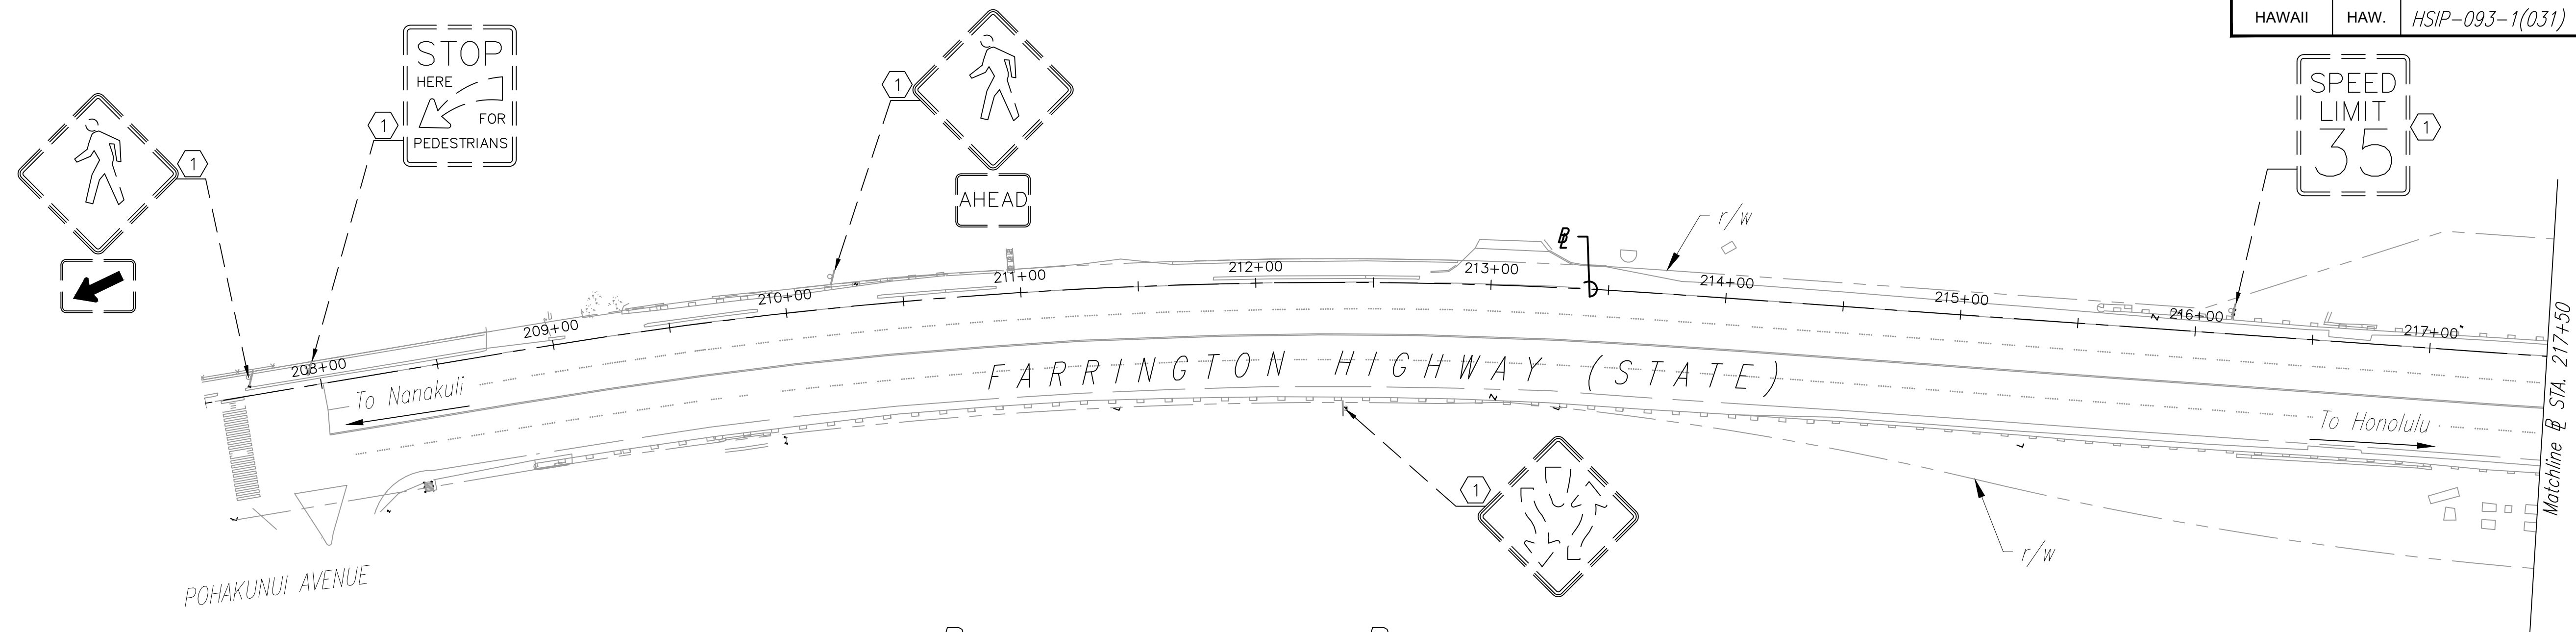 HAWAII HAW. HSIP-093-1(031)
STOP
HERE
FOR
PEDESTRIANS
1
1
1
AHEAD
SPEED
LIMIT
35
1
r/w
208+00
209+00
210+00
211+00
212+00
213+00
214+00
215+00
216+00
217+00
To Nanakuli
FARRINGTON HIGHWAY (STATE)
To Honolulu
Matchline ₧ STA. 217+50
1
r/w
POHAKUNUI AVENUE